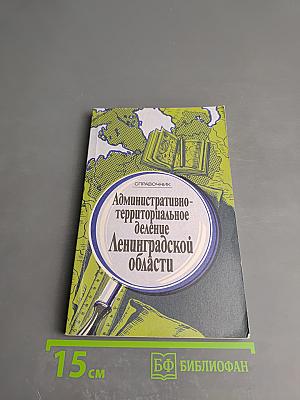 СПРАВОЧНИК
Административно-
территориальное
деление
Ленинградской
области
15 см
БФ БИБЛИОФАН